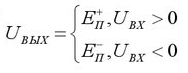 U_ВЫХ = { E_П^+, U_ВХ > 0
E_П^-, U_ВХ < 0